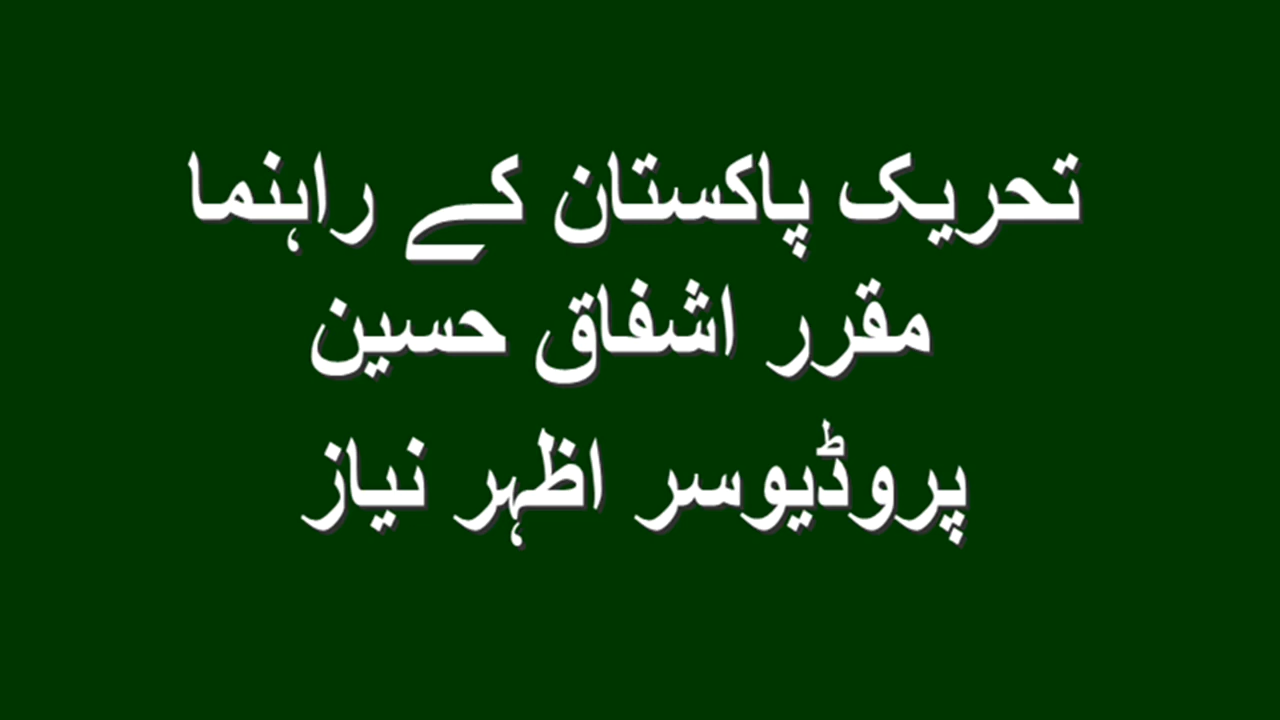 تحریک پاکستان کے راہنما
مقرر اشفاق حسین
پروڈیوسر اظہر نیاز